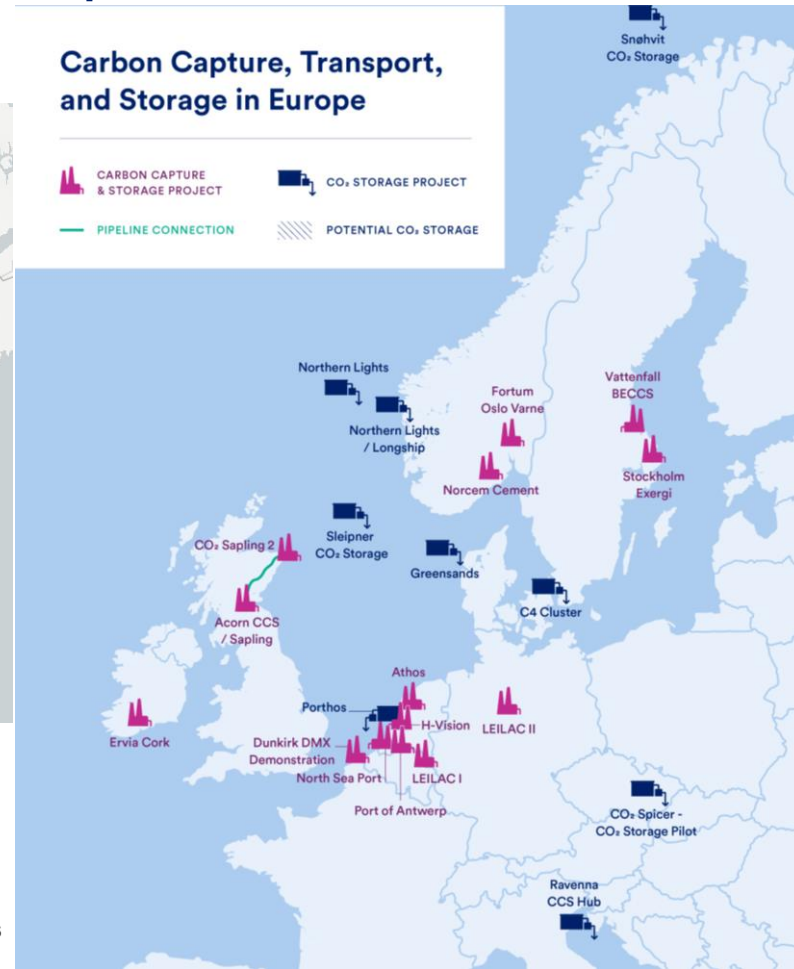 Carbon Capture, Transport,
and Storage in Europe
CARBON CAPTURE
& STORAGE PROJECT
CO₂ STORAGE PROJECT
PIPELINE CONNECTION
POTENTIAL CO₂ STORAGE
Snøhvit
CO₂ Storage
Northern Lights
Northern Lights
/ Longship
Fortum
Oslo Varne
Vattenfall
BECCS
Norcem Cement
Stockholm
Exergi
CO₂ Sapling 2
Sleipner
CO₂ Storage
Greensands
C4 Cluster
Acorn CCS
/ Sapling
Athos
Porthos
H-Vision
LEILAC II
Ervia Cork
Dunkirk DMX
Demonstration
North Sea Port
LEILAC I
Port of Antwerp
CO₂ Spicer -
CO₂ Storage Pilot
Ravenna
CCS Hub